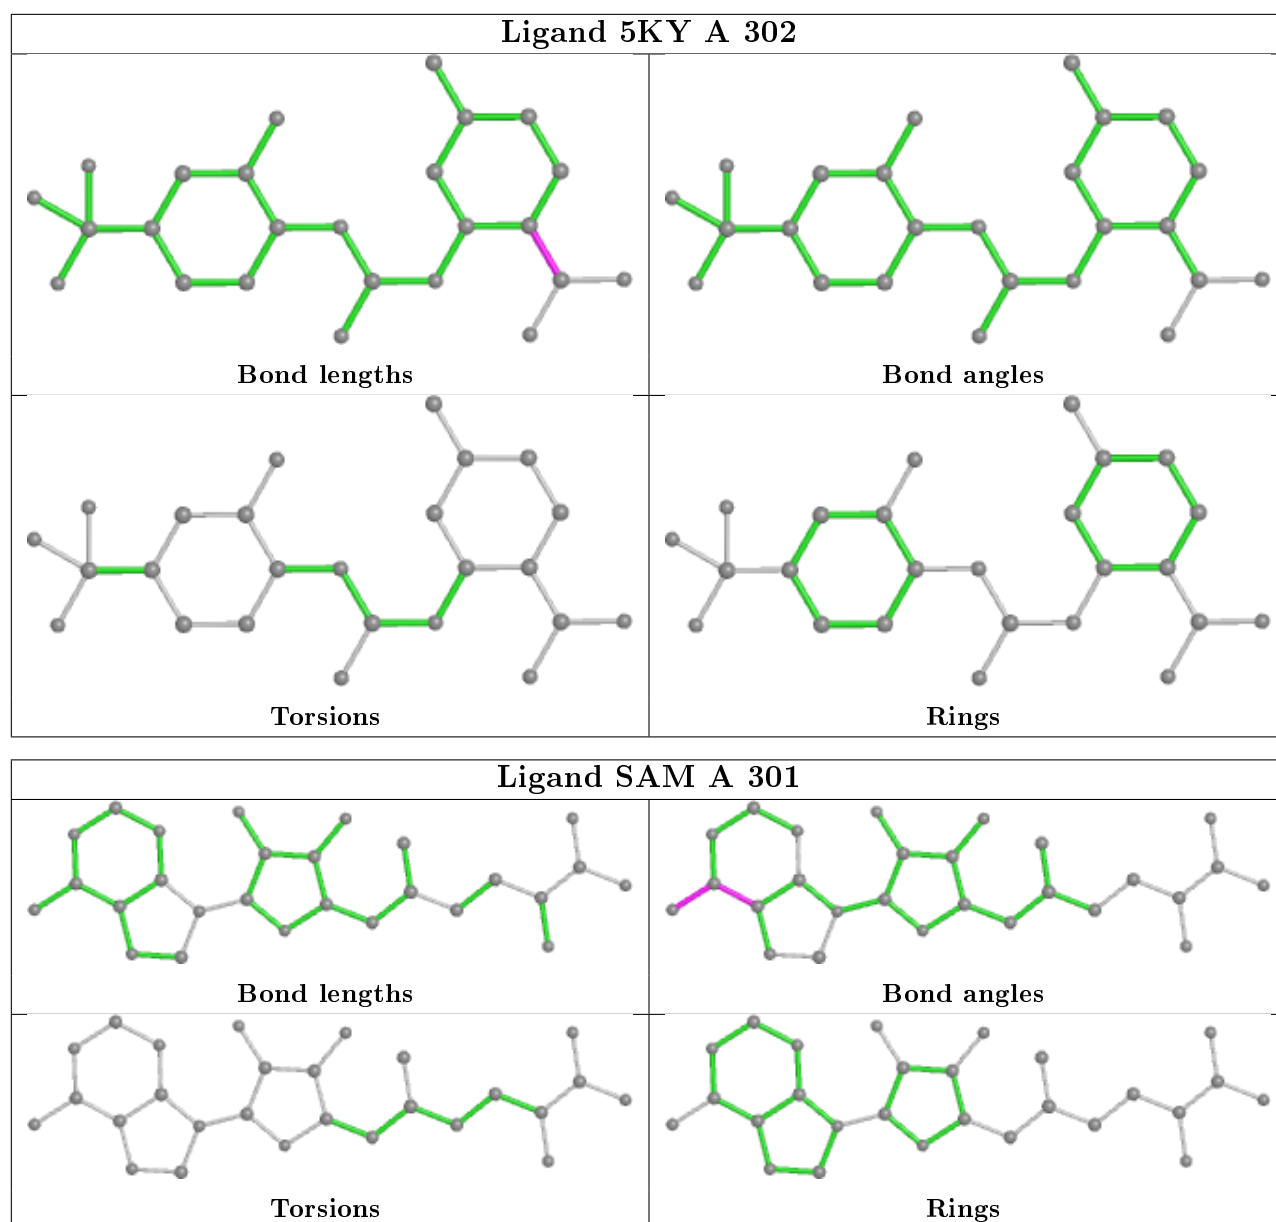 Ligand 5KY A 302
Bond lengths
Bond angles
Torsions
Rings
Ligand SAM A 301
Bond lengths
Bond angles
Torsions
Rings